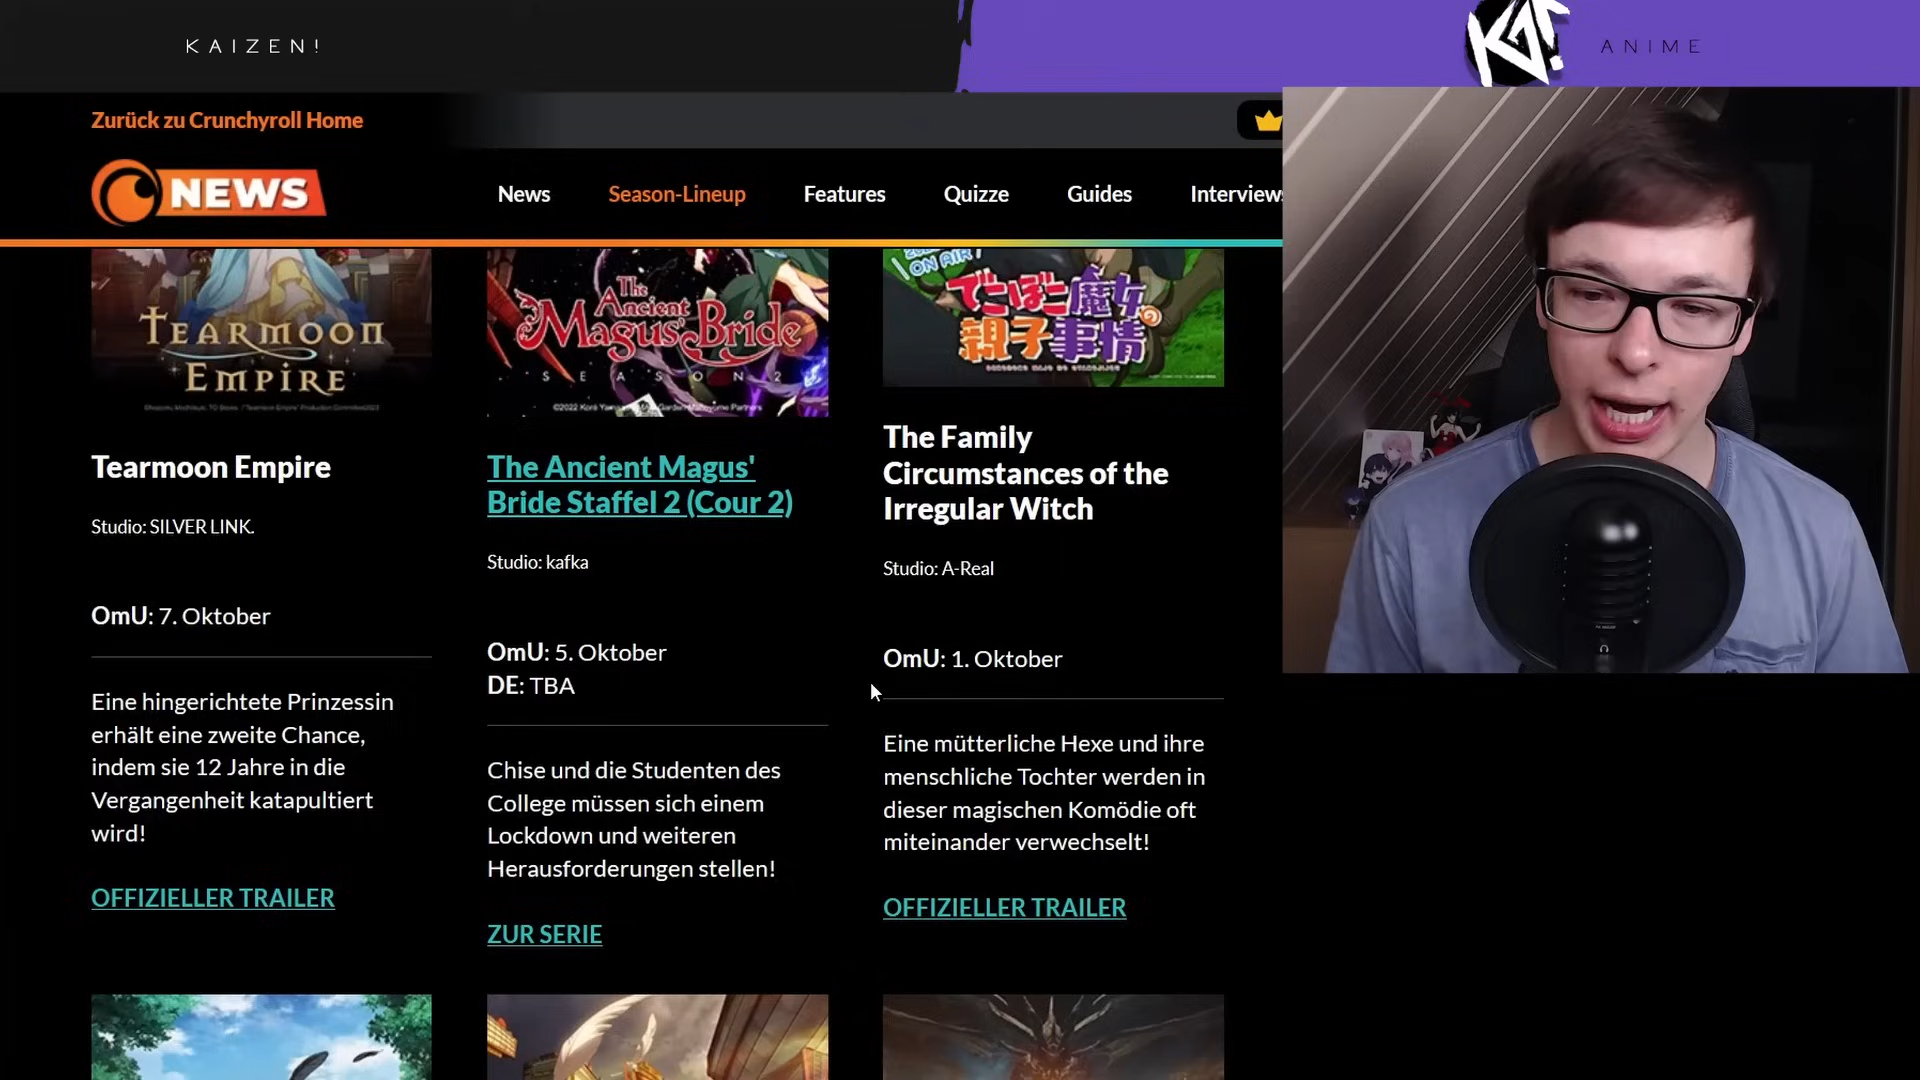 KAIZEN!
KA!
ANIME
Zurück zu Crunchyroll Home
NEWS
News
Season-Lineup
Features
Quizze
Guides
Interviews
TEARMOON
EMPIRE
The
Ancient
Magus' Bride
SEASON 2
ON AIR!
でこぼこ魔女の
親子事情
Tearmoon Empire
Studio: SILVER LINK.
OmU: 7. Oktober
Eine hingerichtete Prinzessin
erhält eine zweite Chance,
indem sie 12 Jahre in die
Vergangenheit katapultiert
wird!
OFFIZIELLER TRAILER
The Ancient Magus'
Bride Staffel 2 (Cour 2)
Studio: kafka
OmU: 5. Oktober
DE: TBA
Chise und die Studenten des
College müssen sich einem
Lockdown und weiteren
Herausforderungen stellen!
ZUR SERIE
The Family
Circumstances of the
Irregular Witch
Studio: A-Real
OmU: 1. Oktober
Eine mütterliche Hexe und ihre
menschliche Tochter werden in
dieser magischen Komödie oft
miteinander verwechselt!
OFFIZIELLER TRAILER